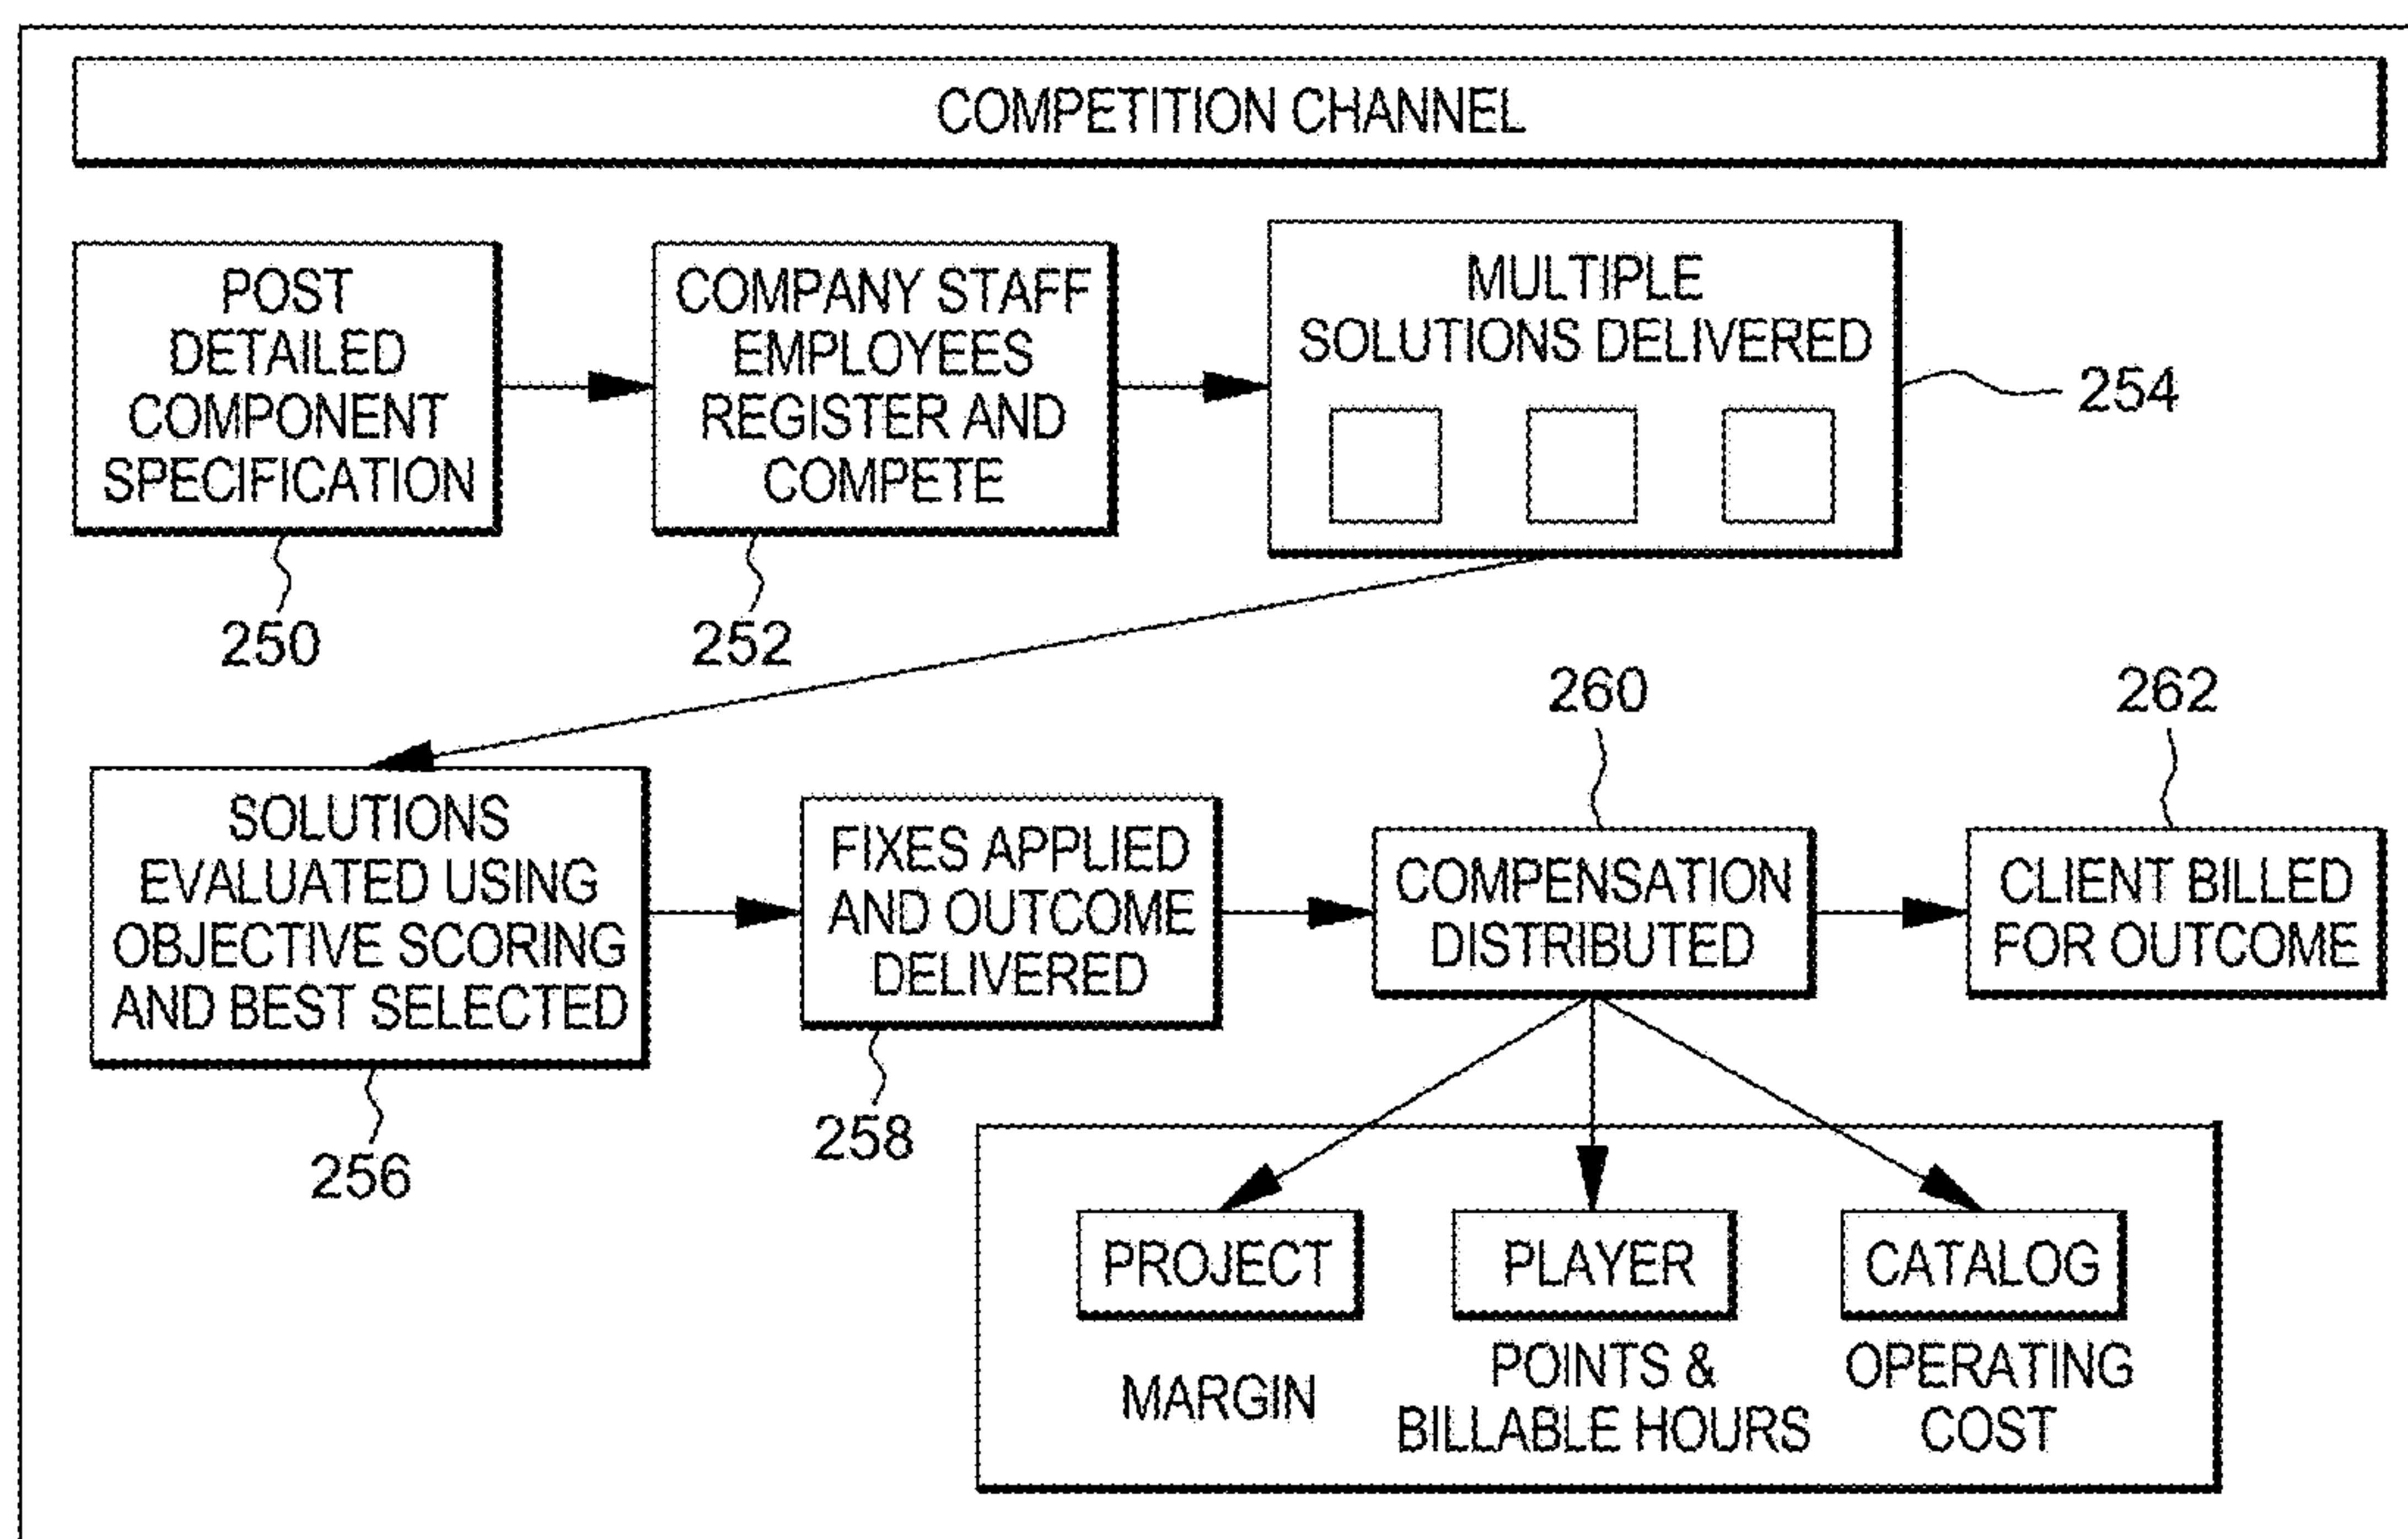 COMPETITION CHANNEL
POST
DETAILED
COMPONENT
SPECIFICATION
250
COMPANY STAFF
EMPLOYEES
REGISTER AND
COMPETE
252
MULTIPLE
SOLUTIONS DELIVERED
254
SOLUTIONS
EVALUATED USING
OBJECTIVE SCORING
AND BEST SELECTED
256
FIXES APPLIED
AND OUTCOME
DELIVERED
258
260
COMPENSATION
DISTRIBUTED
262
CLIENT BILLED
FOR OUTCOME
PROJECT
MARGIN
PLAYER
POINTS &
BILLABLE HOURS
CATALOG
OPERATING
COST